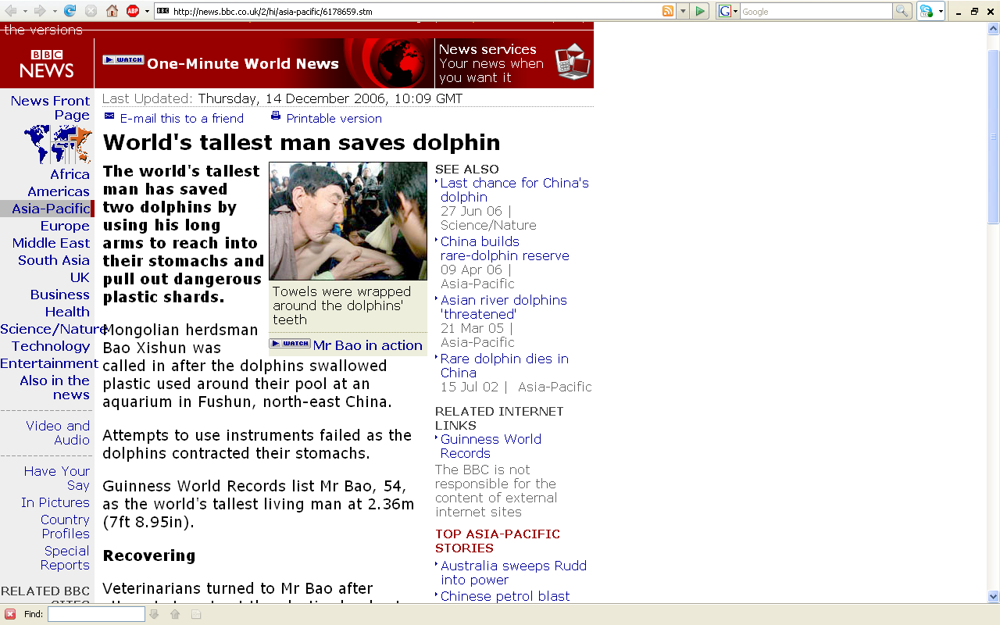 http://news.bbc.co.uk/2/hi/asia-pacific/6178659.stm
Google
the versions
BBC
NEWS
WATCH One-Minute World News
News services
Your news when
you want it
News Front
Page
Africa
Americas
Asia-Pacific
Europe
Middle East
South Asia
UK
Business
Health
Science/Nature
Technology
Entertainment
Also in the
news
Video and
Audio
Have Your
Say
In Pictures
Country
Profiles
Special
Reports
RELATED BBC
Last Updated: Thursday, 14 December 2006, 10:09 GMT
E-mail this to a friend
Printable version
World's tallest man saves dolphin
The world's tallest
man has saved
two dolphins by
using his long
arms to reach into
their stomachs and
pull out dangerous
plastic shards.
Towels were wrapped
around the dolphins'
teeth
WATCH Mr Bao in action
Mongolian herdsman
Bao Xishun was
called in after the dolphins swallowed
plastic used around their pool at an
aquarium in Fushun, north-east China.
Attempts to use instruments failed as the
dolphins contracted their stomachs.
Guinness World Records list Mr Bao, 54,
as the world's tallest living man at 2.36m
(7ft 8.95in).
Recovering
Veterinarians turned to Mr Bao after
SEE ALSO
Last chance for China's
dolphin
27 Jun 06 |
Science/Nature
China builds
rare-dolphin reserve
09 Apr 06 |
Asia-Pacific
Asian river dolphins
'threatened'
21 Mar 05 |
Asia-Pacific
Rare dolphin dies in
China
15 Jul 02 | Asia-Pacific
RELATED INTERNET
LINKS
Guinness World
Records
The BBC is not
responsible for the
content of external
internet sites
TOP ASIA-PACIFIC
STORIES
Australia sweeps Rudd
into power
Chinese petrol blast
Find: